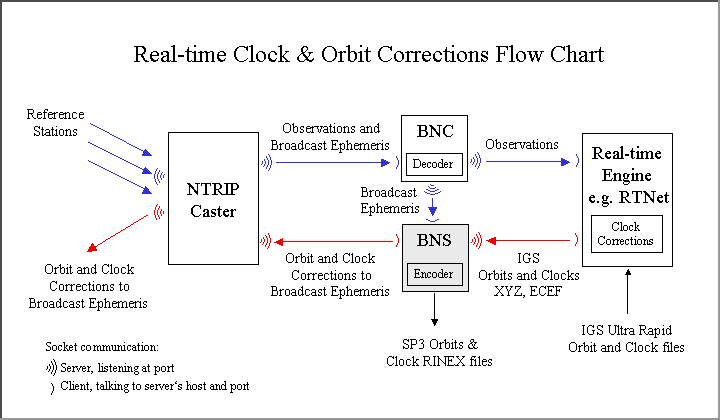 Real-time Clock & Orbit Corrections Flow Chart
Reference
Stations
NTRIP
Caster
Observations and
Broadcast Ephemeris
BNC
Decoder
Observations
Real-time
Engine
e.g. RTNet
Clock
Corrections
Broadcast
Ephemeris
BNS
Encoder
Orbit and Clock
Corrections to
Broadcast Ephemeris
Orbit and Clock
Corrections to
Broadcast Ephemeris
IGS
Orbits and Clocks
XYZ, ECEF
SP3 Orbits &
Clock RINEX files
IGS Ultra Rapid
Orbit and Clock files
Socket communication:
Server, listening at port
Client, talking to server's host and port